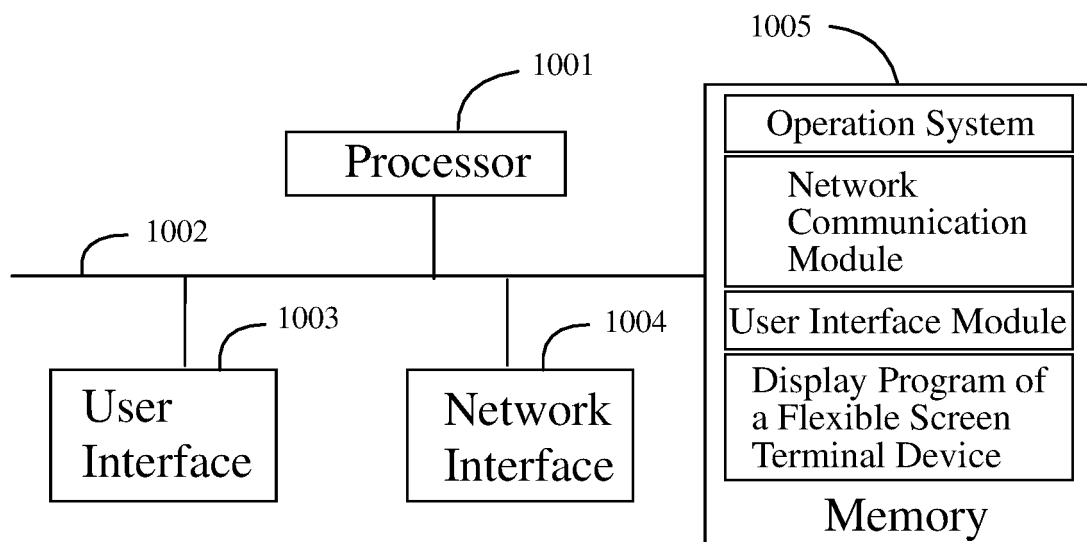 1005
1001
Operation System
Processor
Network
Communication
Module
1002
User Interface Module
1003
1004
User
Interface
Network
Interface
Display Program of
a Flexible Screen
Terminal Device
Memory